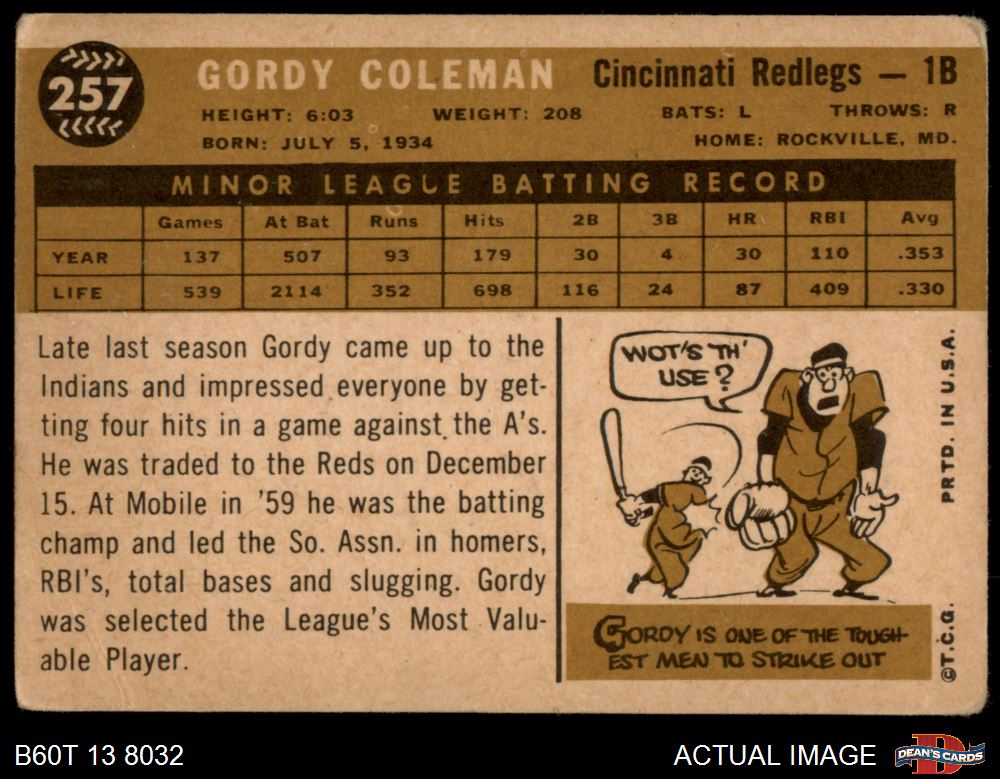 257
GORDY COLEMAN
Cincinnati Redlegs — 1B
HEIGHT: 6:03 WEIGHT: 208 BATS: L THROWS: R
BORN: JULY 5, 1934 HOME: ROCKVILLE, MD.
MINOR LEAGUE BATTING RECORD
Games At Bat Runs Hits 2B 3B HR RBI Avg
YEAR 137 507 93 179 30 4 30 110 .353
LIFE 539 2114 352 698 116 24 87 409 .330
Late last season Gordy came up to the
Indians and impressed everyone by get-
ting four hits in a game against the A's.
He was traded to the Reds on December
15. At Mobile in '59 he was the batting
champ and led the So. Assn. in homers,
RBI's, total bases and slugging. Gordy
was selected the League's Most Valu-
able Player.
WOT'S TH'
USE?
GORDY IS ONE OF THE TOUGH-
EST MEN TO STRIKE OUT
©T.C.G. PRTD. IN U.S.A.
B60T 13 8032
ACTUAL IMAGE
DEAN'S CARDS